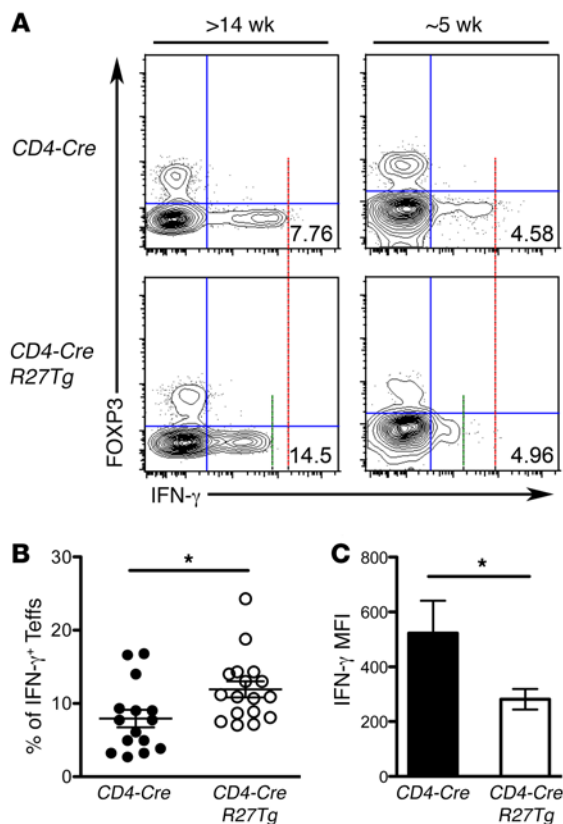 A
>14 wk
~5 wk
CD4-Cre
7.76
4.58
CD4-Cre
R27Tg
14.5
4.96
FOXP3
IFN-γ
B
% of IFN-γ+ Teffs
30
20
10
0
*
CD4-Cre
CD4-Cre
R27Tg
C
IFN-γ MFI
800
600
400
200
0
*
CD4-Cre
CD4-Cre
R27Tg